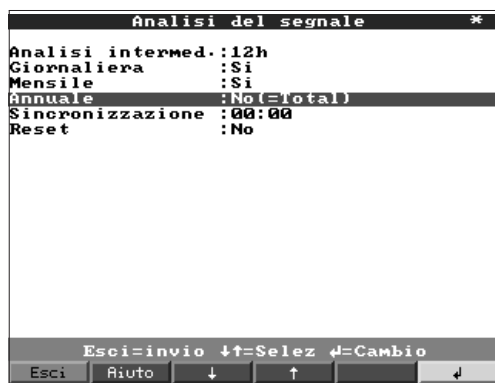 Analisi del segnale *
Analisi intermed.:12h
Giornaliera :Si
Mensile :Si
Annuale :No(=Total)
Sincronizzazione :00:00
Reset :No
Esci=invio ↓↑=Selez ↲=Cambio
Esci Aiuto ↓ ↑ ↲